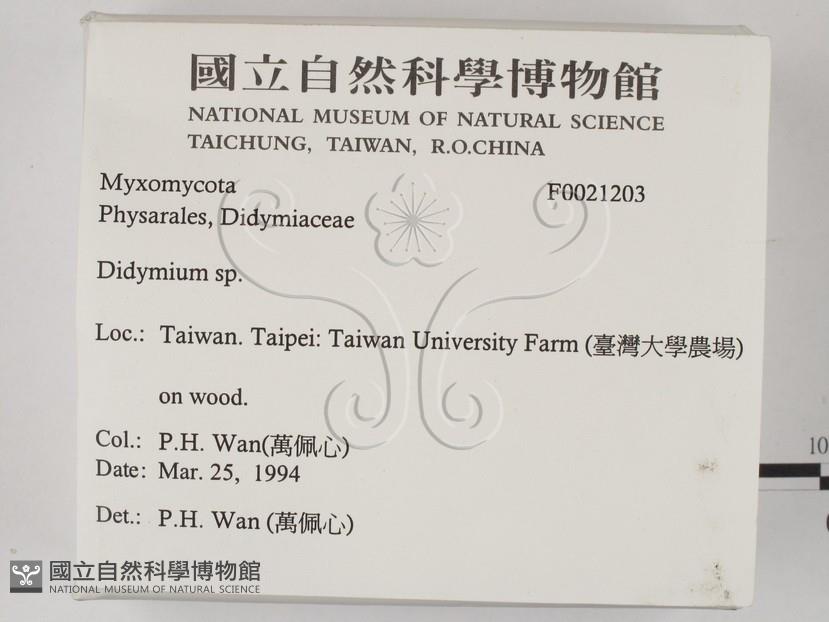 國立自然科學博物館
NATIONAL MUSEUM OF NATURAL SCIENCE
TAICHUNG, TAIWAN, R.O.CHINA
Myxomycota F0021203
Physarales, Didymiaceae
Didymium sp.
Loc.: Taiwan. Taipei: Taiwan University Farm (臺灣大學農場)
on wood.
Col.: P.H. Wan(萬佩心)
Date: Mar. 25, 1994
Det.: P.H. Wan (萬佩心)
10
國立自然科學博物館
NATIONAL MUSEUM OF NATURAL SCIENCE